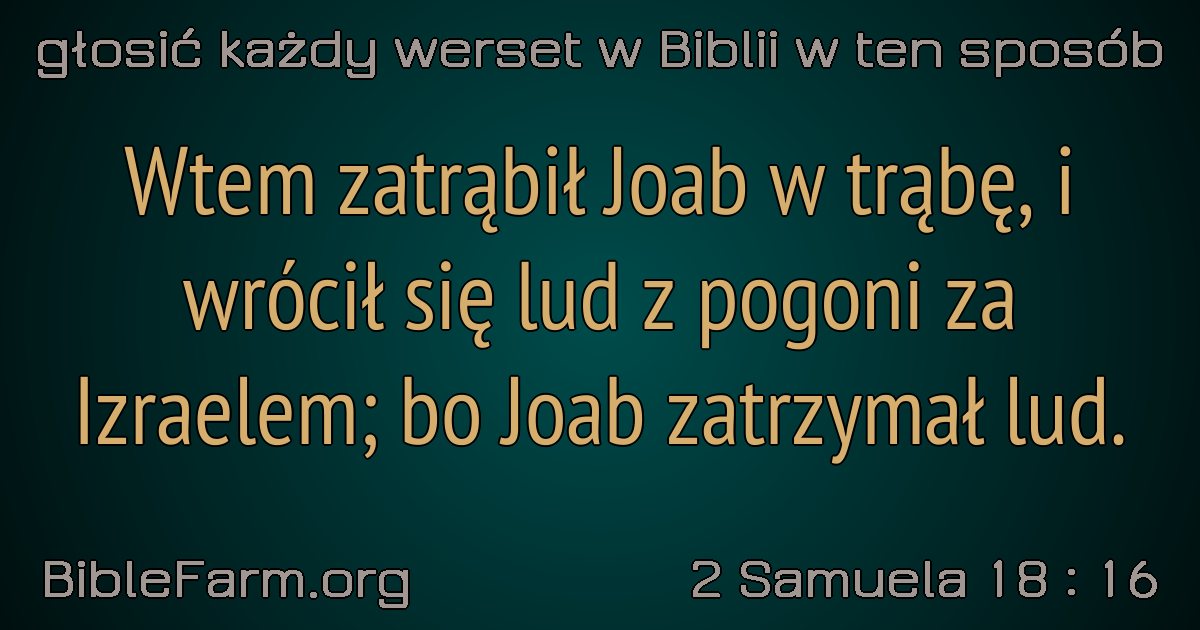 głosić każdy werset w Biblii w ten sposób
Wtem zatrąbił Joab w trąbę, i
wrócił się lud z pogoni za
Izraelem; bo Joab zatrzymał lud.
BibleFarm.org
2 Samuela 18 : 16